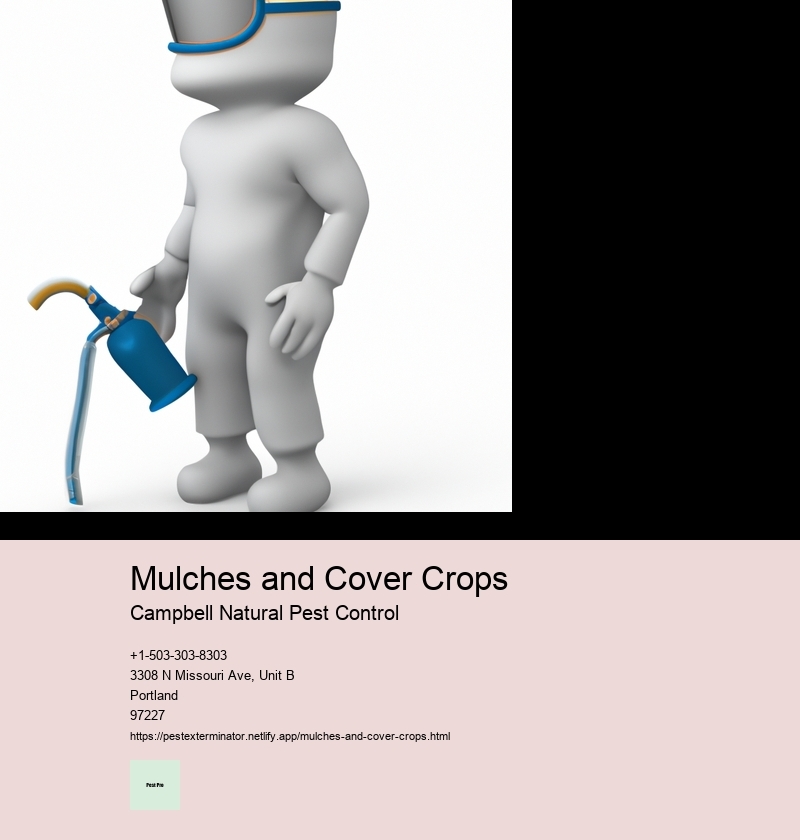 Mulches and Cover Crops
Campbell Natural Pest Control
+1-503-303-8303
3308 N Missouri Ave, Unit B
Portland
97227
https://pestexterminator.netlify.app/mulches-and-cover-crops.html
Pest Pro